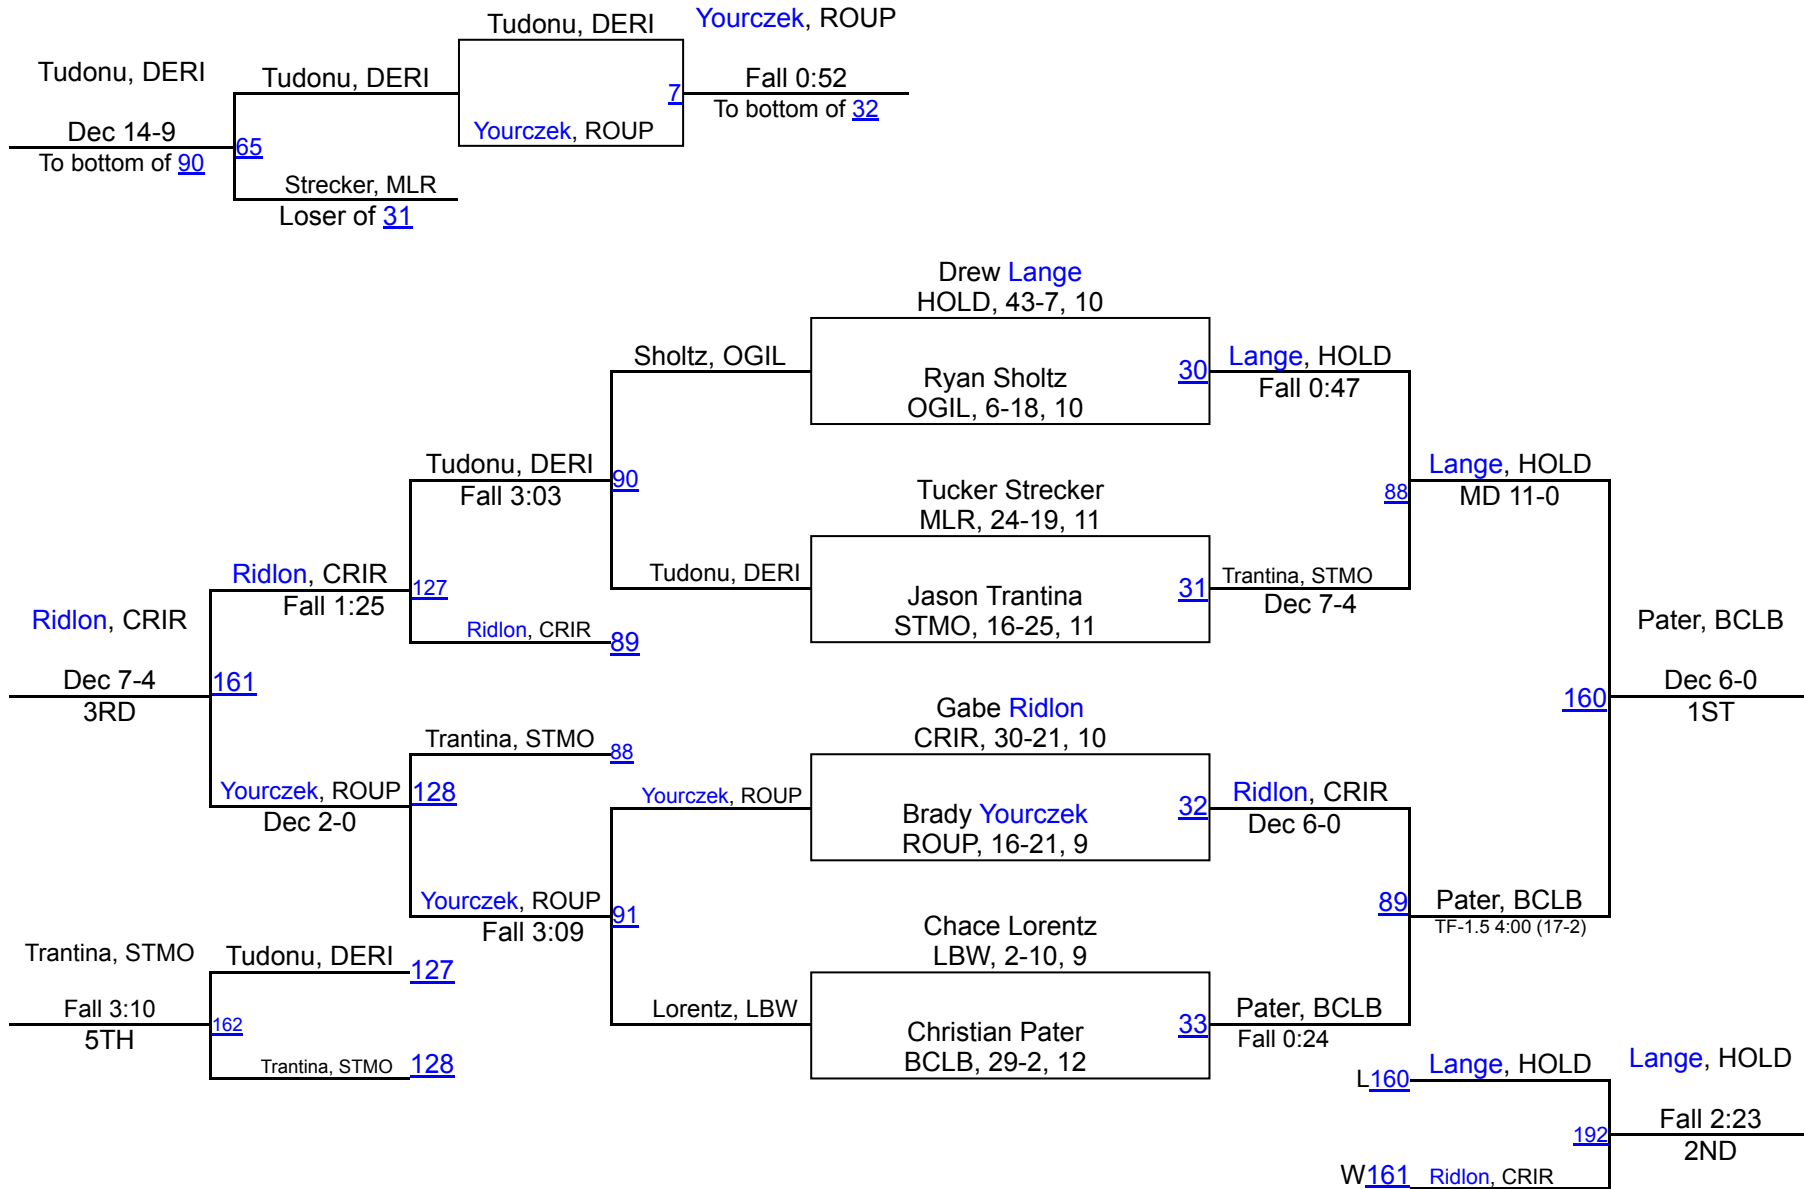 Tudonu, DERI
Yourczek, ROUP
Tudonu, DERI
Tudonu, DERI
Fall 0:52
7
To bottom of 32
Dec 14-9
Yourczek, ROUP
65
To bottom of 90
Strecker, MLR
Loser of 31
Drew Lange
HOLD, 43-7, 10
Sholtz, OGIL
Lange, HOLD
30
Ryan Sholtz
OGIL, 6-18, 10
Fall 0:47
Tudonu, DERI
Lange, HOLD
90
Fall 3:03
Tucker Strecker
MLR, 24-19, 11
88
MD 11-0
Ridlon, CRIR
127
Tudonu, DERI
Trantina, STMO
31
Fall 1:25
Jason Trantina
STMO, 16-25, 11
Dec 7-4
Ridlon, CRIR
Ridlon, CRIR
89
Pater, BCLB
Dec 7-4
161
3RD
Dec 6-0
160
1ST
Gabe Ridlon
CRIR, 30-21, 10
Trantina, STMO
88
Yourczek, ROUP
128
Dec 2-0
Yourczek, ROUP
Ridlon, CRIR
32
Brady Yourczek
ROUP, 16-21, 9
Dec 6-0
Yourczek, ROUP
91
Fall 3:09
89
Pater, BCLB
TF-1.5 4:00 (17-2)
Chace Lorentz
LBW, 2-10, 9
Trantina, STMO
Tudonu, DERI
127
Fall 3:10
162
5TH
Trantina, STMO
128
Lorentz, LBW
Pater, BCLB
33
Christian Pater
BCLB, 29-2, 12
Fall 0:24
L160
Lange, HOLD
Lange, HOLD
Fall 2:23
192
2ND
W161
Ridlon, CRIR